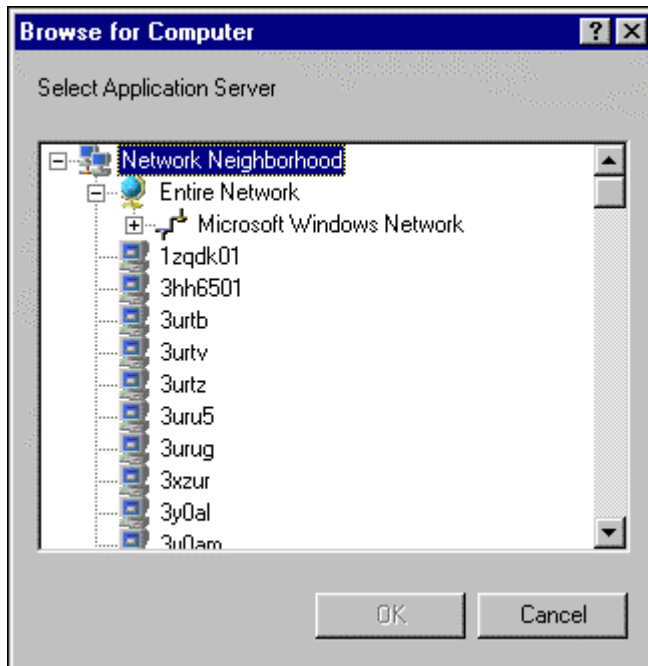 Browse for Computer
Select Application Server
Network Neighborhood
Entire Network
Microsoft Windows Network
1zqdk01
3hh6501
3urtb
3urtv
3urtz
3uru5
3urug
3xzur
3y0al
3y0am
OK
Cancel